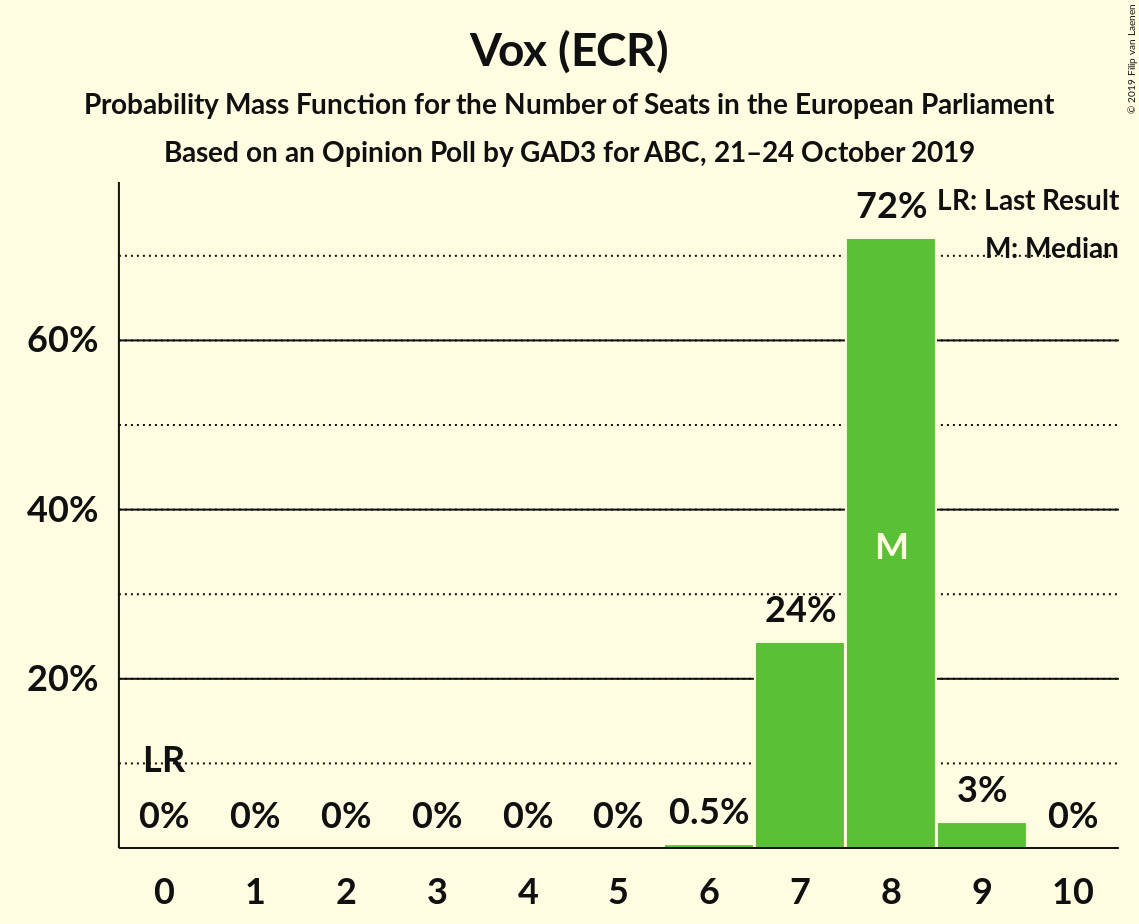 Vox (ECR)
Probability Mass Function for the Number of Seats in the European Parliament
Based on an Opinion Poll by GAD3 for ABC, 21–24 October 2019
© 2019 Filip van Laenen
LR: Last Result
M: Median
60%
40%
20%
LR
0%
0%
0%
0%
0%
0%
0.5%
24%
72%
M
3%
0%
0 1 2 3 4 5 6 7 8 9 10